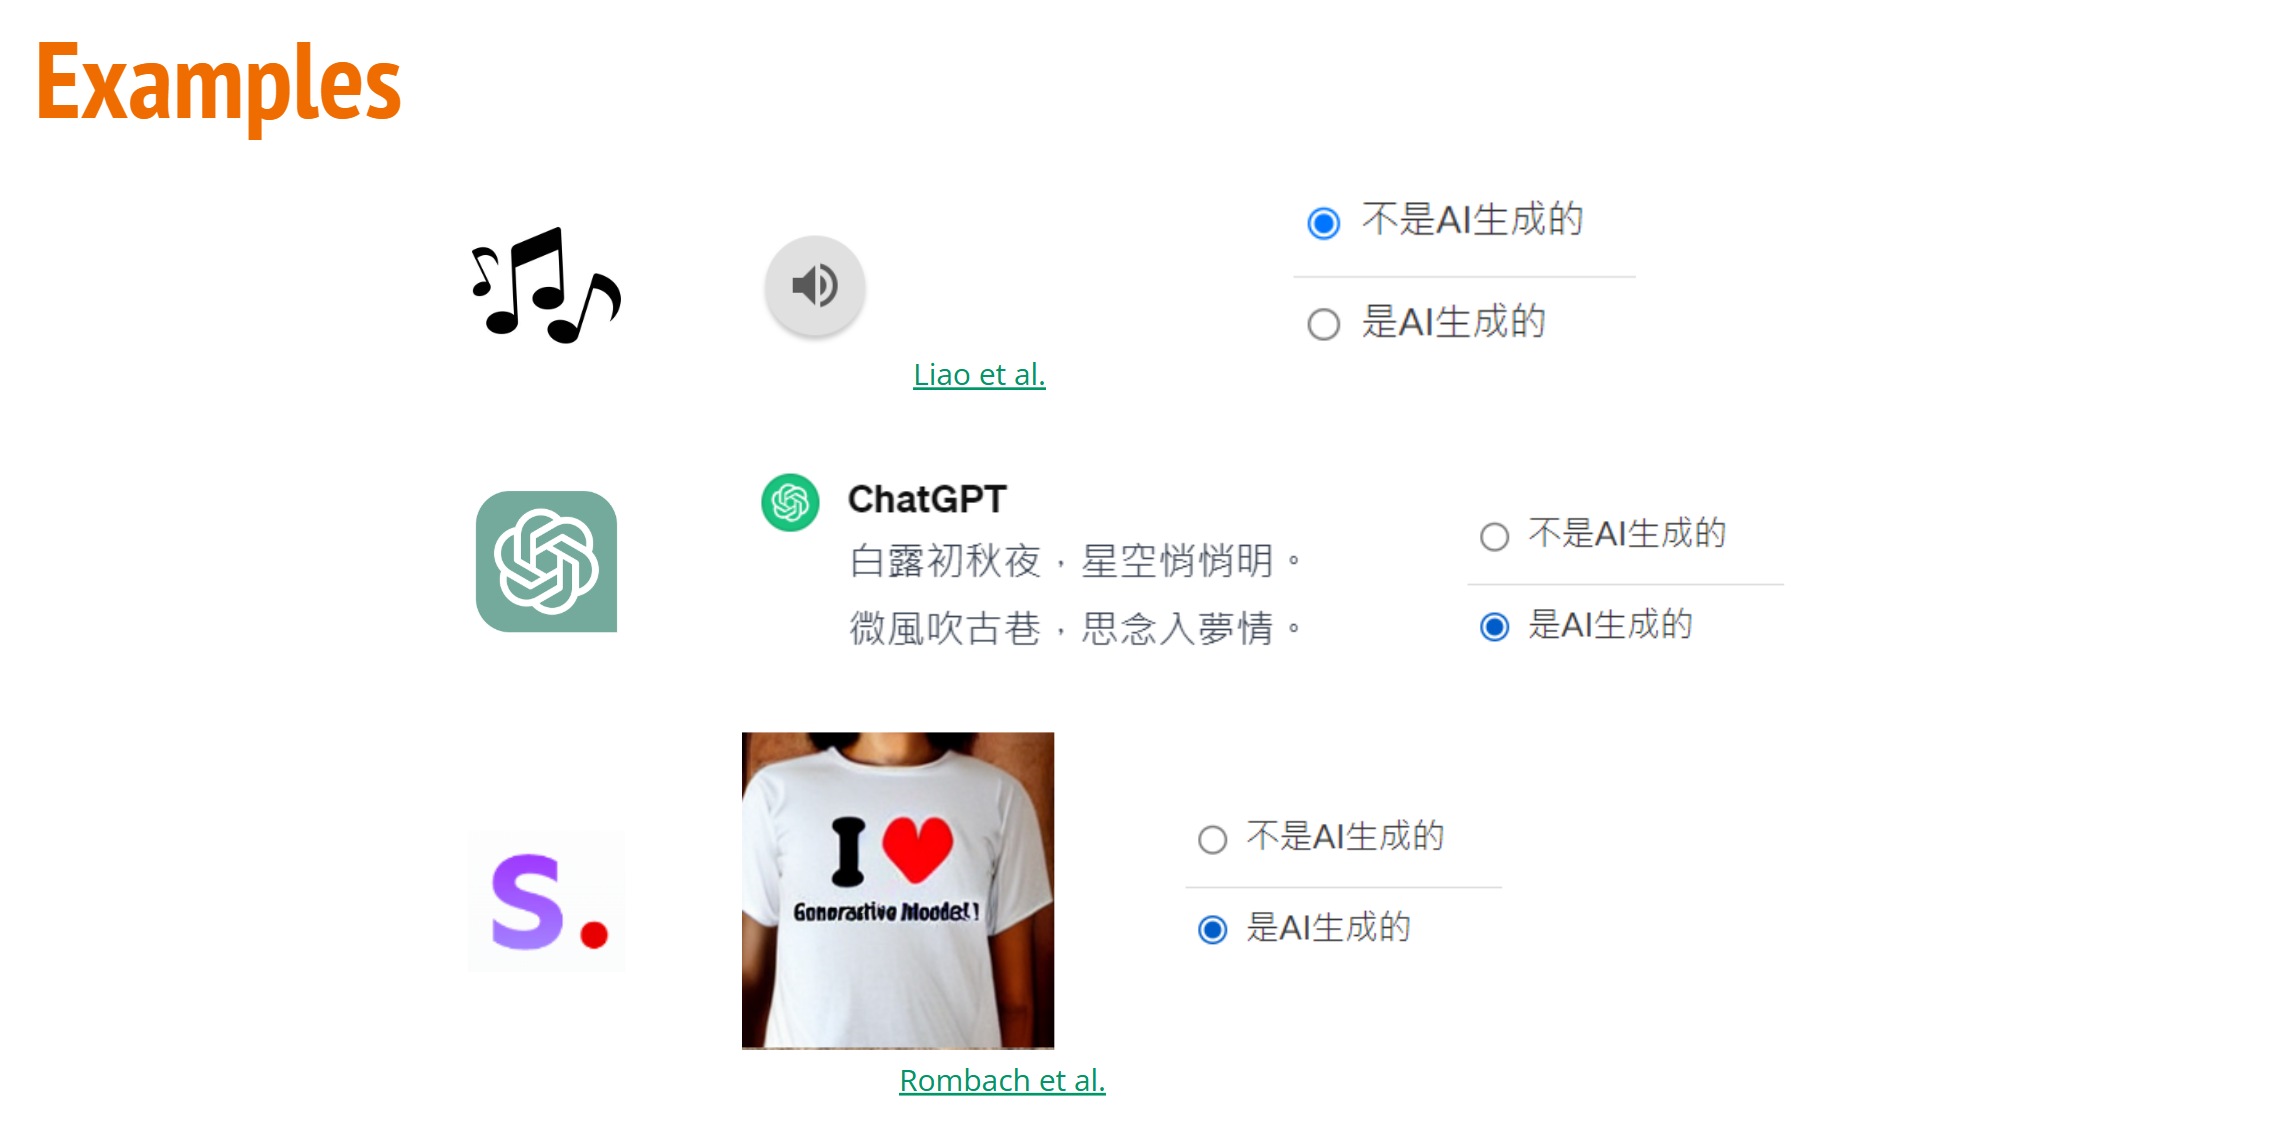 Examples
不是AI生成的
是AI生成的
Liao et al.
ChatGPT
白露初秋夜，星空悄悄明。
微風吹古巷，思念入夢情。
不是AI生成的
是AI生成的
S.
I
Genoractive Moodel!
不是AI生成的
是AI生成的
Rombach et al.